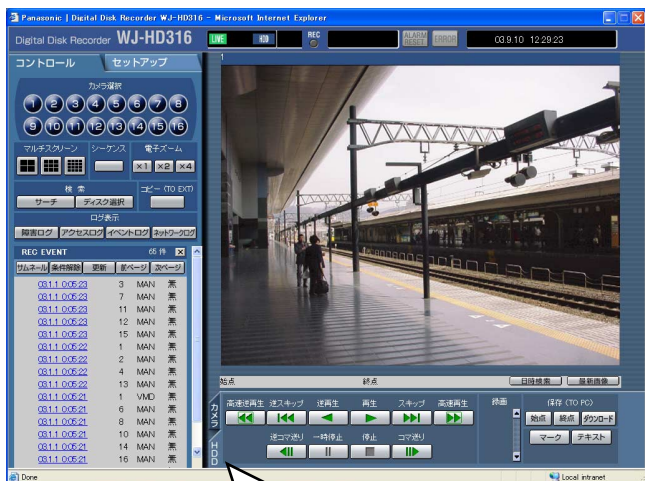 Panasonic | Digital Disk Recorder WJ-HD316 - Microsoft Internet Explorer
Digital Disk Recorder WJ-HD316
LIVE HDD REC ALARM RESET ERROR 03.9.10 12:29:23
コントロール セットアップ
1
カメラ選択
1 2 3 4 5 6 7 8
9 10 11 12 13 14 15 16
マルチスクリーン シーケンス 電子ズーム
×1 ×2 ×4
検 索 コピー (TO EXT)
サーチ ディスク選択
ログ表示
障害ログ アクセスログ イベントログ ネットワークログ
REC EVENT 65 件 X
サムネール 条件解除 更新 前ページ 次ページ
03.1.1 0:05:23 3 MAN 無
03.1.1 0:05:23 7 MAN 無
03.1.1 0:05:23 11 MAN 無
03.1.1 0:05:23 12 MAN 無
03.1.1 0:05:23 15 MAN 無
03.1.1 0:05:22 1 MAN 無
03.1.1 0:05:22 2 MAN 無
03.1.1 0:05:22 4 MAN 無
03.1.1 0:05:22 13 MAN 無
03.1.1 0:05:21 1 VMD 無
03.1.1 0:05:21 6 MAN 無
03.1.1 0:05:21 8 MAN 無
03.1.1 0:05:21 10 MAN 無
03.1.1 0:05:21 14 MAN 無
03.1.1 0:05:21 16 MAN 無
始点 終点 日時検索 最新画像
カメラ
HDD
高速逆再生 逆スキップ 逆再生 再生 スキップ 高速再生
逆コマ送り 一時停止 停止 コマ送り
録画
保存 (TO PC)
始点 終点 ダウンロード
マーク テキスト
Done Local intranet